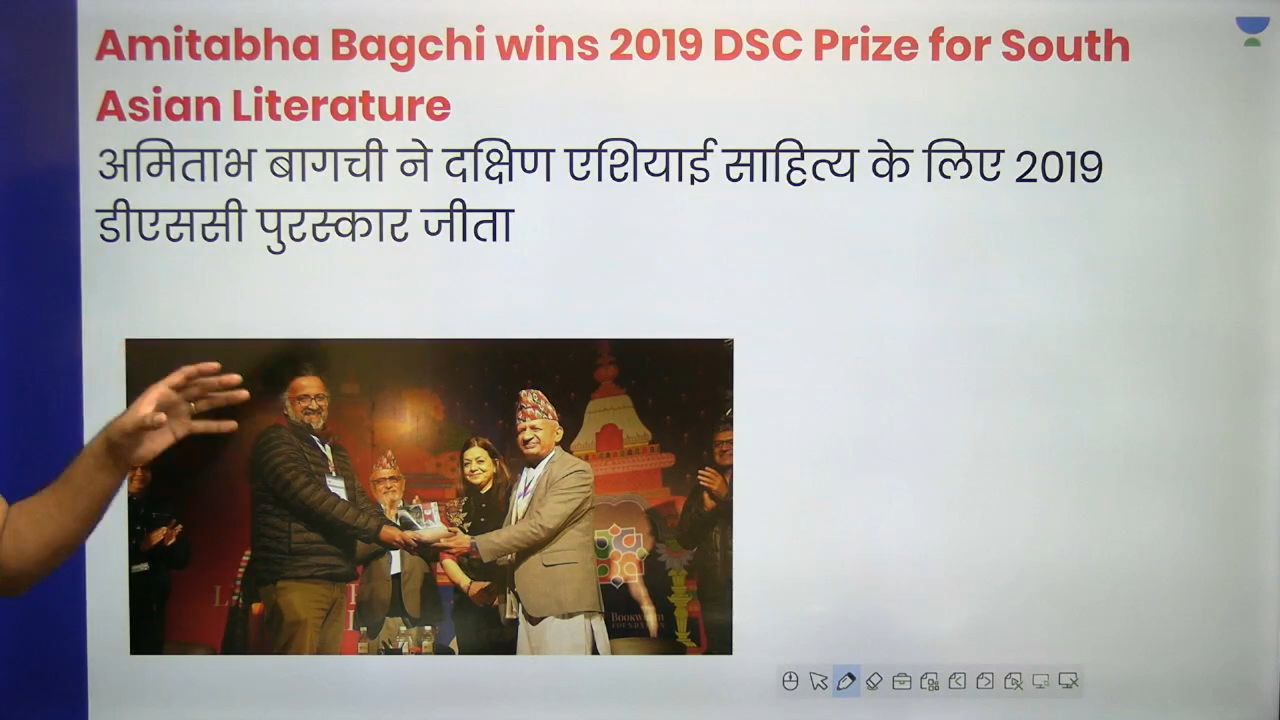 Amitabha Bagchi wins 2019 DSC Prize for South
Asian Literature
अमिताभ बागची ने दक्षिण एशियाई साहित्य के लिए 2019
डीएससी पुरस्कार जीता